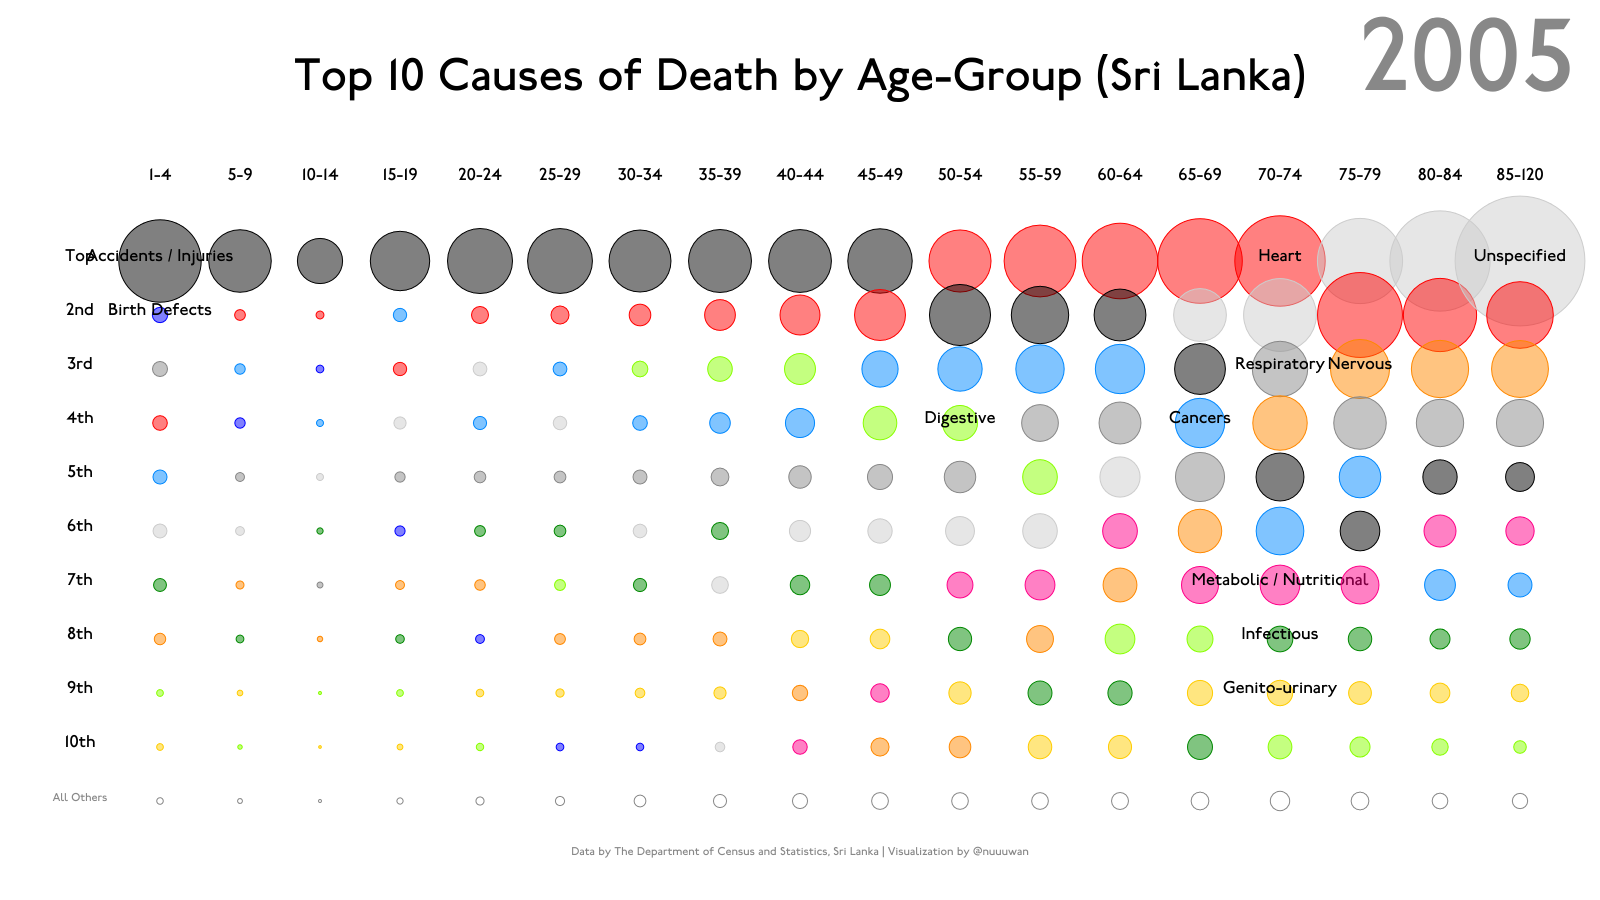 2005
Top 10 Causes of Death by Age-Group (Sri Lanka)
1-4 5-9 10-14 15-19 20-24 25-29 30-34 35-39 40-44 45-49 50-54 55-59 60-64 65-69 70-74 75-79 80-84 85-120
Top Accidents / Injuries Heart Unspecified
2nd Birth Defects
3rd Respiratory Nervous
4th Digestive Cancers
5th
6th
7th Metabolic / Nutritional
8th Infectious
9th Genito-urinary
10th
All Others
Data by The Department of Census and Statistics, Sri Lanka | Visualization by @nuuuwan